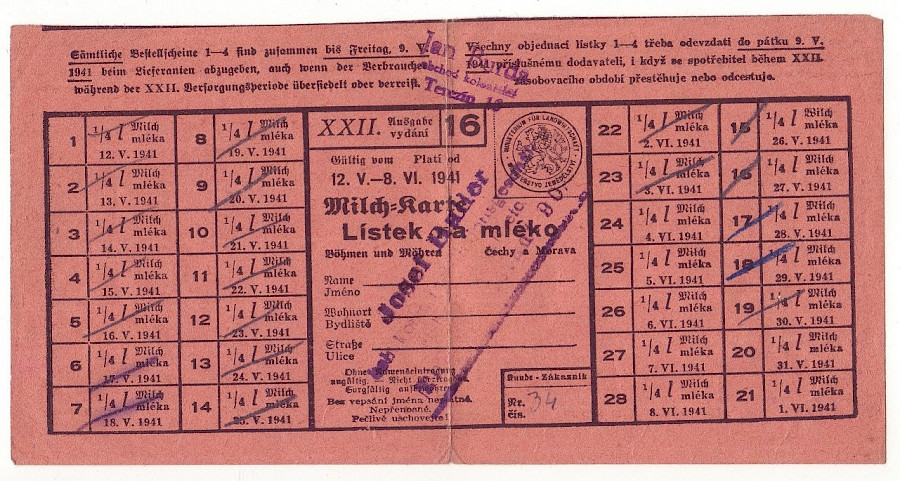 Sämtliche Bestellscheine 1—4 sind zusammen bis Freitag, 9. V.
1941 beim Lieferanten abzugeben, auch wenn der Verbraucher
während der XXII. Versorgungsperiode übersiedelt oder verreist.
Všechny objednací lístky 1—4 třeba odevzdati do pátku 9. V.
1941 příslušnému dodavateli, i když se spotřebitel během XXII.
zásobovacího období přestěhuje nebo odcestuje.
Jan
obchod koloniální
Terezín
1 1/4 l Milch mléka 12. V. 1941
2 1/4 l Milch mléka 13. V. 1941
3 1/4 l Milch mléka 14. V. 1941
4 1/4 l Milch mléka 15. V. 1941
5 1/4 l Milch mléka 16. V. 1941
6 1/4 l Milch mléka 17. V. 1941
7 1/4 l Milch mléka 18. V. 1941
8 1/4 l Milch mléka 19. V. 1941
9 1/4 l Milch mléka 20. V. 1941
10 1/4 l Milch mléka 21. V. 1941
11 1/4 l Milch mléka 22. V. 1941
12 1/4 l Milch mléka 23. V. 1941
13 1/4 l Milch mléka 24. V. 1941
14 1/4 l Milch mléka 25. V. 1941
XXII. Ausgabe vydání 16
MINISTERIUM FÜR LANDWIRTSCHAFT
MINISTERSTVO ZEMĚDĚLSTVÍ
Gültig vom Platí od
12. V.—8. VI. 1941
Milch-Karte
Lístek na mléko
Böhmen und Mähren Čechy a Morava
Josef
Name
Jméno
Wohnort
Bydliště
Straße
Ulice
Ohne Namenseintragung
ungültig. — Nicht übertragbar.
Sorgfältig aufbewahren!
Bez vepsání jména neplatná.
Nepřenosné.
Pečlivě uschovejte!
Kunde - Zákazník
Nr. čís. 34
22 1/4 l Milch mléka 2. VI. 1941
23 1/4 l Milch mléka 3. VI. 1941
24 1/4 l Milch mléka 4. VI. 1941
25 1/4 l Milch mléka 5. VI. 1941
26 1/4 l Milch mléka 6. VI. 1941
27 1/4 l Milch mléka 7. VI. 1941
28 1/4 l Milch mléka 8. VI. 1941
15 1/4 l Milch mléka 26. V. 1941
16 1/4 l Milch mléka 27. V. 1941
17 1/4 l Milch mléka 28. V. 1941
18 1/4 l Milch mléka 29. V. 1941
19 1/4 l Milch mléka 30. V. 1941
20 1/4 l Milch mléka 31. V. 1941
21 1/4 l Milch mléka 1. VI. 1941